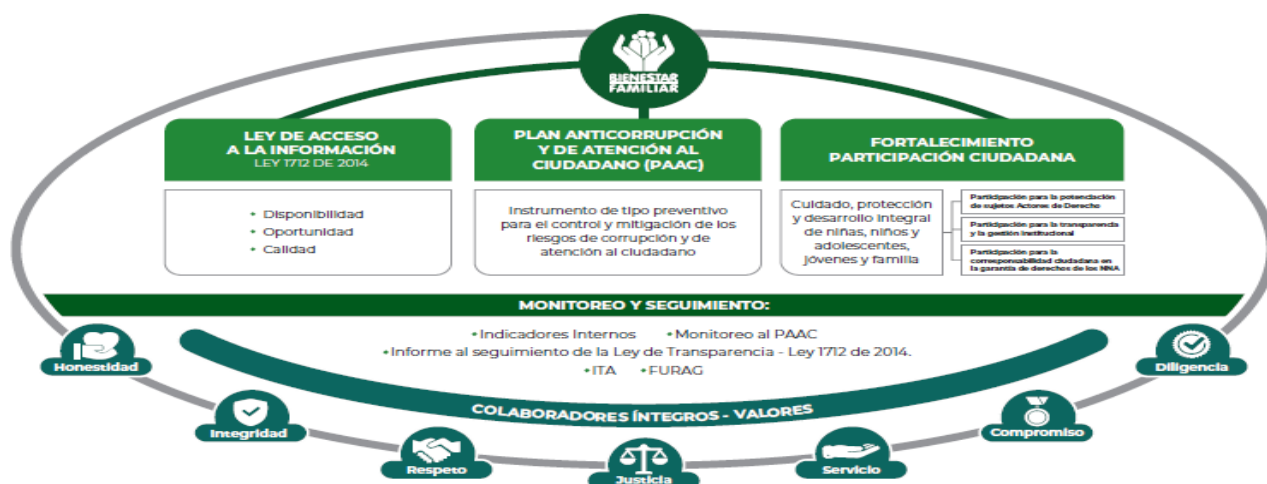 BIENESTAR
FAMILIAR
LEY DE ACCESO
A LA INFORMACIÓN
LEY 1712 DE 2014
• Disponibilidad
• Oportunidad
• Calidad
PLAN ANTICORRUPCIÓN
Y DE ATENCIÓN AL
CIUDADANO (PAAC)
Instrumento de tipo preventivo
para el control y mitigación de los
riesgos de corrupción y de
atención al ciudadano
FORTALECIMIENTO
PARTICIPACIÓN CIUDADANA
Cuidado, protección
y desarrollo integral
de niñas, niños y
adolescentes,
jóvenes y familia
Participación para la potenciación
de sujetos Actores de Derecho
Participación para la transparencia
y la gestión institucional
Participación para la
corresponsabilidad ciudadana en
la garantía de derechos de los NNA
MONITOREO Y SEGUIMIENTO:
• Indicadores Internos • Monitoreo al PAAC
• Informe al seguimiento de la Ley de Transparencia - Ley 1712 de 2014.
• ITA • FURAG
COLABORADORES ÍNTEGROS - VALORES
Honestidad
Integridad
Respeto
Justicia
Servicio
Compromiso
Diligencia